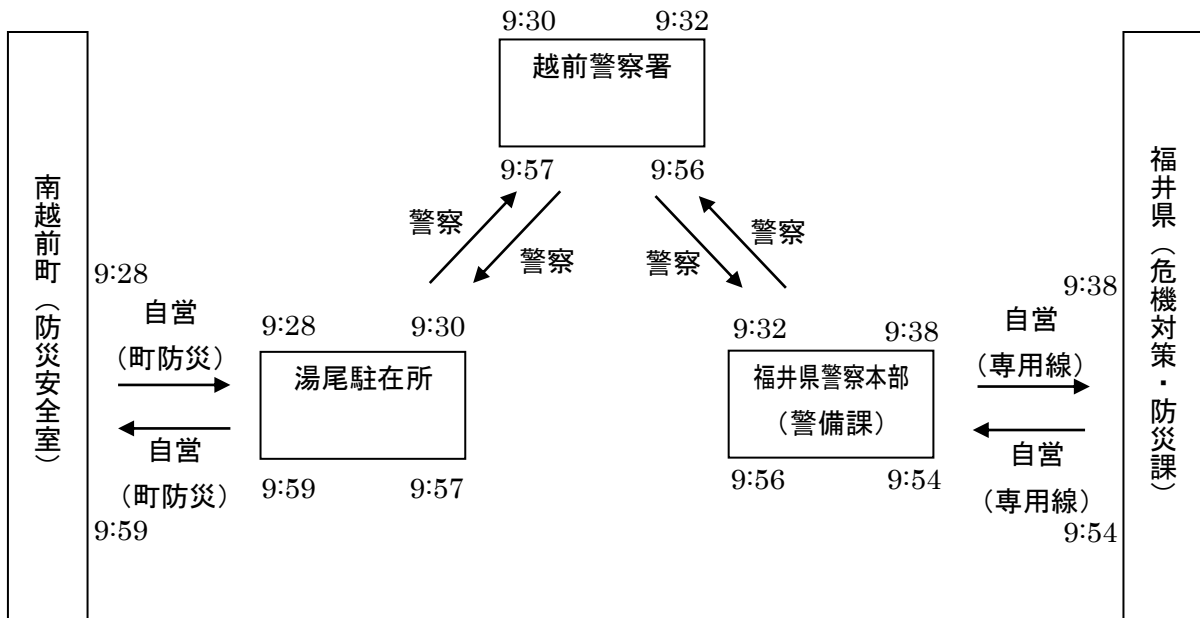 9:30 9:32
越前警察署
9:57 9:56
南越前町（防災安全室）
福井県（危機対策・防災課）
警察 警察
警察 警察
9:28
自営
（町防災）
自営
（町防災）
9:59
9:28 9:30
湯尾駐在所
9:59 9:57
9:32 9:38
福井県警察本部
（警備課）
9:56 9:54
9:38
自営
（専用線）
自営
（専用線）
9:54